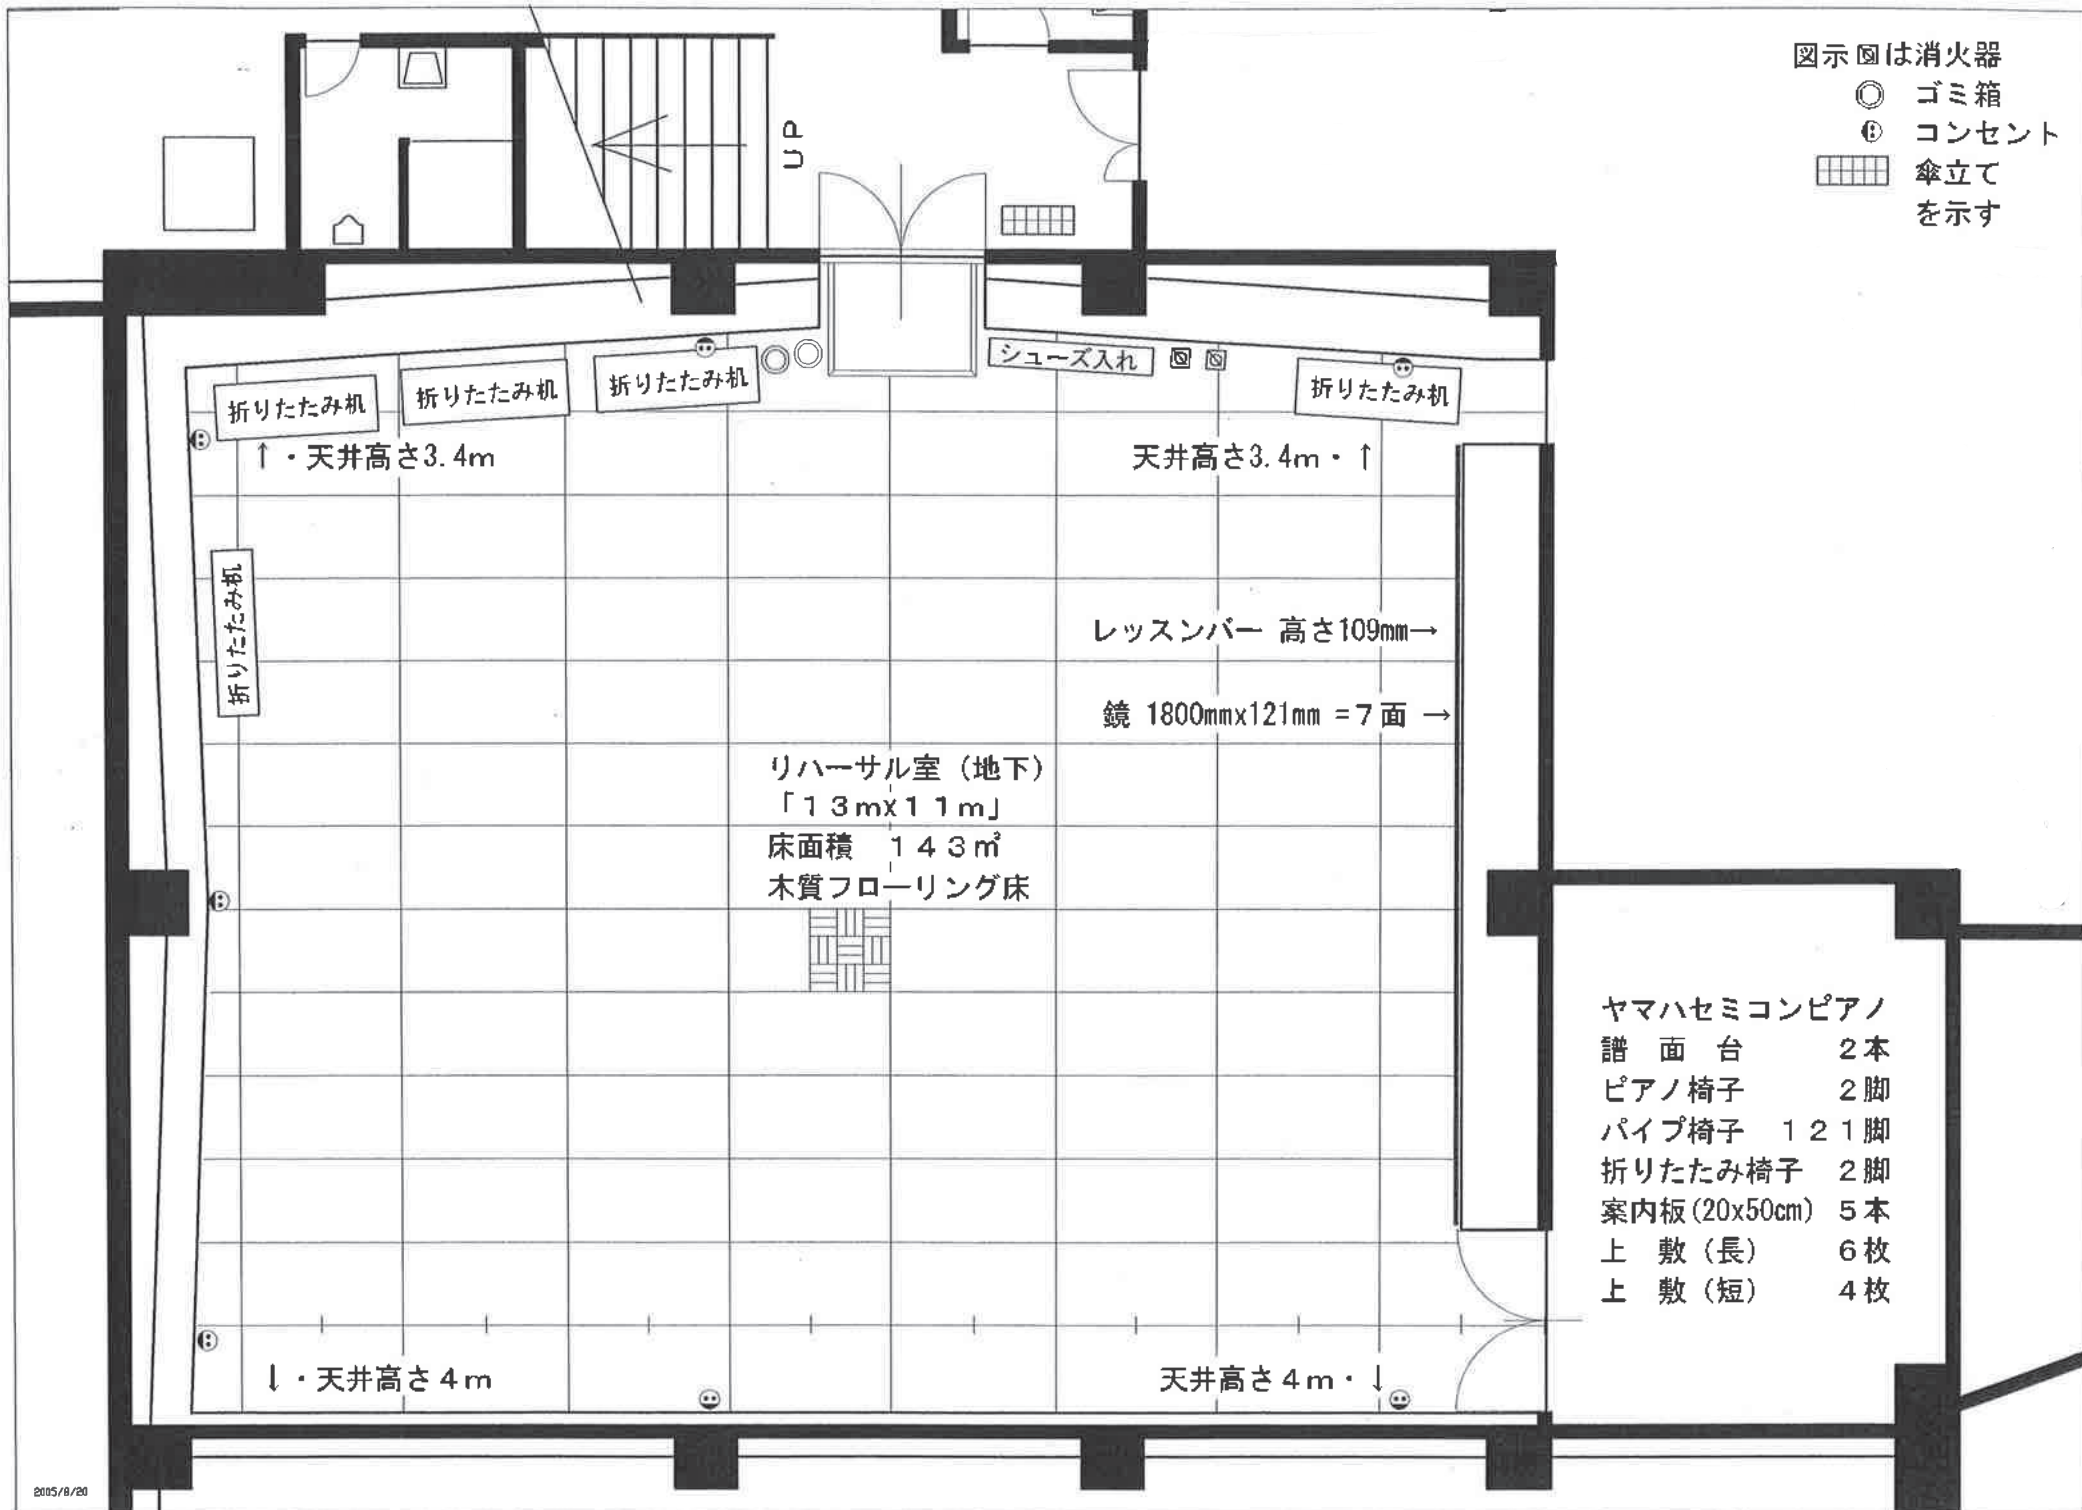 図示 は消火器
ゴミ箱
コンセント
傘立て
を示す
UP
シューズ入れ
折りたたみ机
折りたたみ机
折りたたみ机
折りたたみ机
↑・天井高さ3.4m
天井高さ3.4m・↑
折りたたみ机
レッスンバー 高さ109mm→
鏡 1800mmx121mm =7面 →
リハーサル室(地下)
「13mx11m」
床面積 143㎡
木質フローリング床
ヤマハセミコンピアノ
譜 面 台 2本
ピアノ椅子 2脚
パイプ椅子 121脚
折りたたみ椅子 2脚
案内板(20x50cm) 5本
上 敷(長) 6枚
上 敷(短) 4枚
↓・天井高さ4m
天井高さ4m・↓
2005/8/20